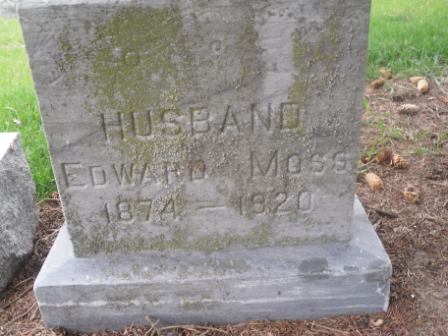 HUSBAND
EDWARD MOSS
1874 — 1920